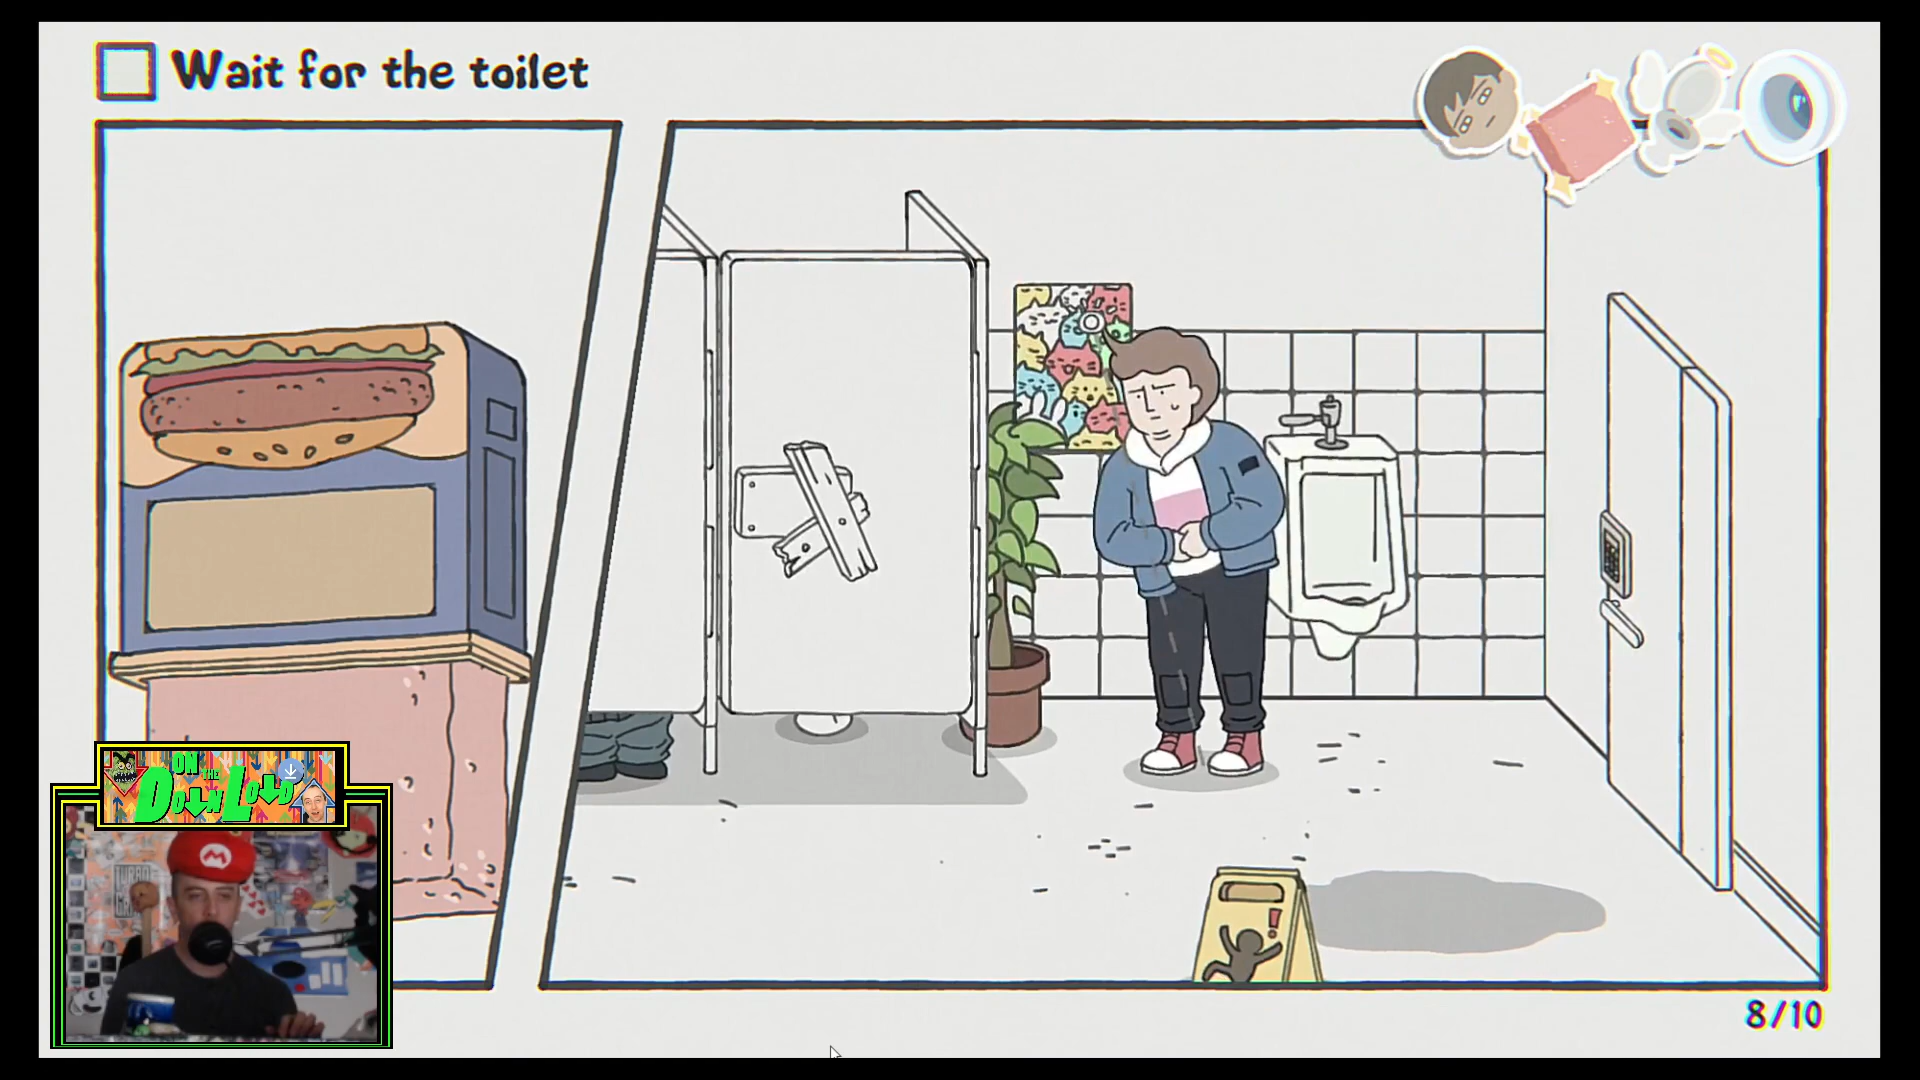 Wait for the toilet
ON
THE
DOWNLOAD
8/10